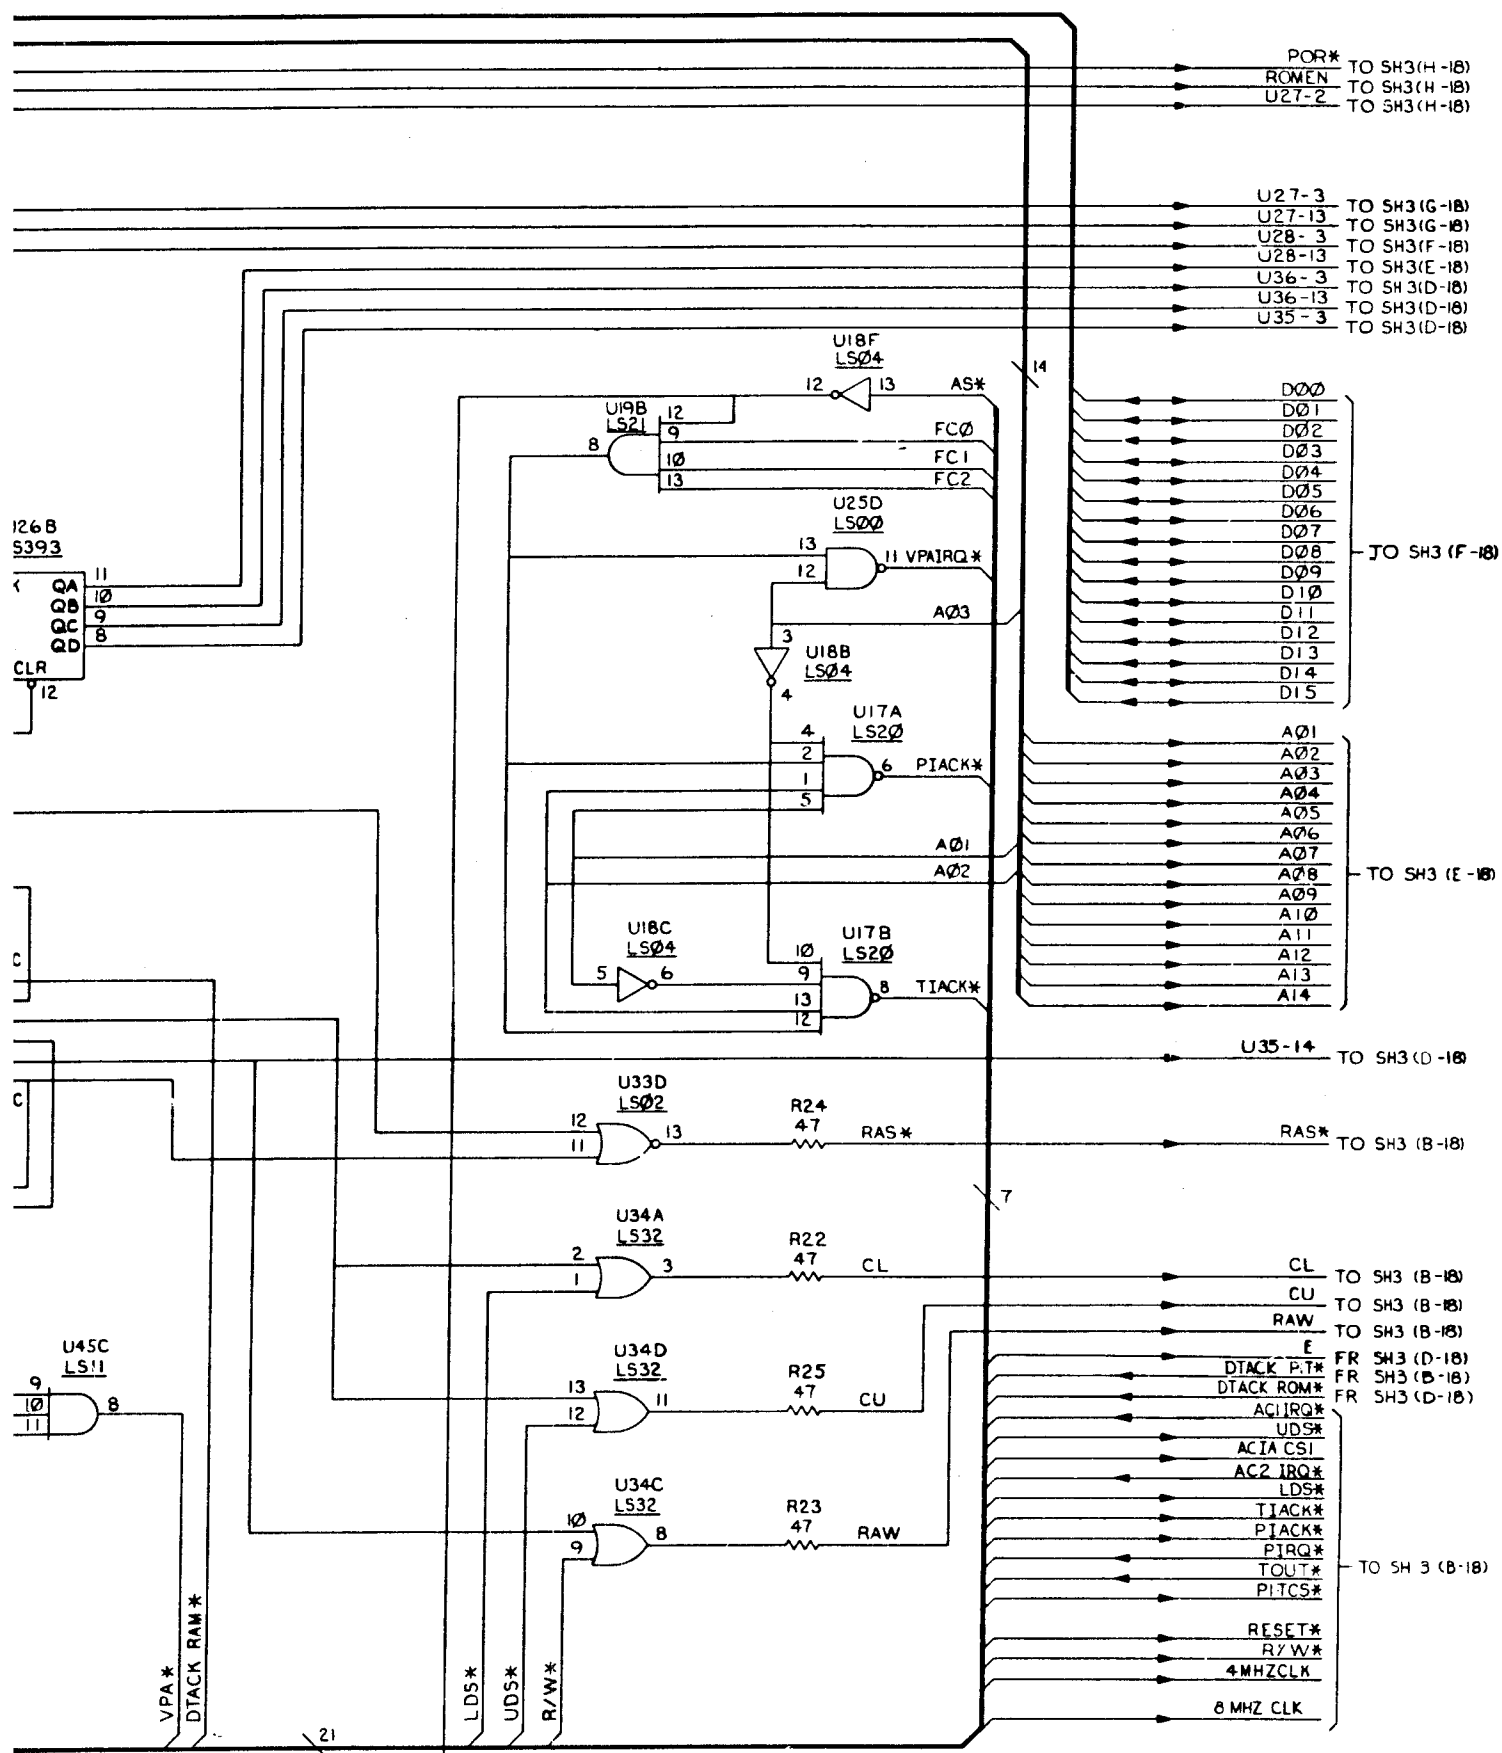 POR* TO SH3(H-18)
ROMEN TO SH3(H-18)
U27-2 TO SH3(H-18)
U27-3 TO SH3(G-18)
U27-13 TO SH3(G-18)
U28-3 TO SH3(F-18)
U28-13 TO SH3(E-18)
U36-3 TO SH3(D-18)
U36-13 TO SH3(D-18)
U35-3 TO SH3(D-18)
U18F
LSØ4
12 13 AS*
14
U19B
LS21
8
12
9 FCØ
10 FC1
13 FC2
DØØ
DØ1
DØ2
DØ3
DØ4
DØ5
DØ6
DØ7
DØ8
DØ9
D1Ø
D11
D12
D13
D14
D15
TO SH3 (F-18)
U25D
LSØØ
13
12
11 VPAIRQ*
AØ3
126B
S393
QA 11
QB 10
QC 9
QD 8
CLR
12
3
U18B
LSØ4
4
U17A
LS2Ø
4
2
1
5
6 PIACK*
AØ1
AØ2
AØ1
AØ2
AØ3
AØ4
AØ5
AØ6
AØ7
AØ8
AØ9
A1Ø
A11
A12
A13
A14
TO SH3 (E-18)
U18C
LSØ4
5 6
U17B
LS2Ø
10
9
13
12
8 TIACK*
C
C
U35-14 TO SH3 (D-18)
U33D
LSØ2
12
11
13
R24
47
RAS*
RAS* TO SH3 (B-18)
7
U34A
LS32
2
1
3
R22
47
CL
CL TO SH3 (B-18)
CU TO SH3 (B-18)
RAW TO SH3 (B-18)
E FR SH3 (D-18)
DTACK PIT* FR SH3 (B-18)
DTACK ROM* FR SH3 (D-18)
U45C
LS11
9
10
11
8
U34D
LS32
13
12
11
R25
47
CU
AC1IRQ*
UDS*
ACIA CS1
AC2 IRQ*
LDS*
TIACK*
PIACK*
PIRQ*
TOUT*
PITCS*
RESET*
R/W*
4MHZCLK
8 MHZ CLK
TO SH 3 (B-18)
U34C
LS32
10
9
8
R23
47
RAW
VPA*
DTACK RAM*
LDS*
UDS*
R/W*
21